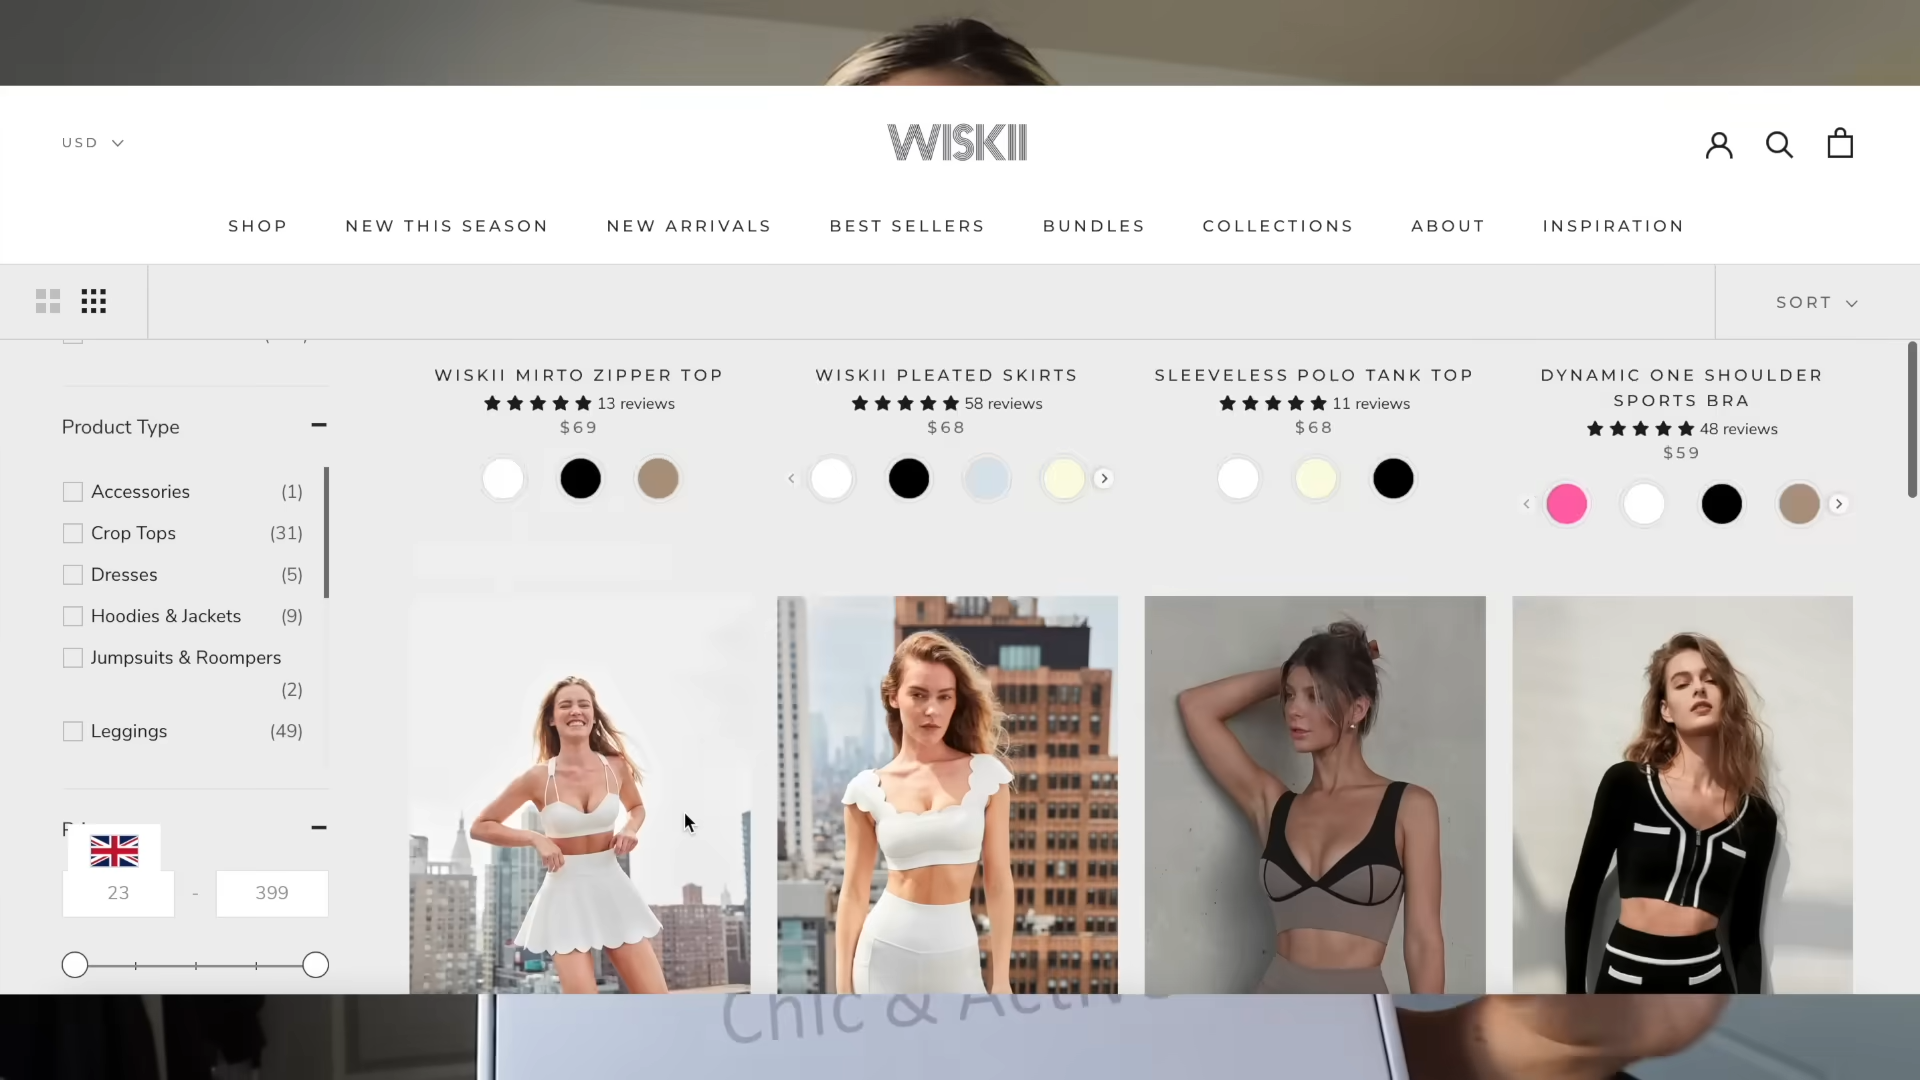 USD
WISKII
SHOP
NEW THIS SEASON
NEW ARRIVALS
BEST SELLERS
BUNDLES
COLLECTIONS
ABOUT
INSPIRATION
SORT
WISKII MIRTO ZIPPER TOP
13 reviews
$69
WISKII PLEATED SKIRTS
58 reviews
$68
SLEEVELESS POLO TANK TOP
11 reviews
$68
DYNAMIC ONE SHOULDER
SPORTS BRA
48 reviews
$59
Product Type
Accessories (1)
Crop Tops (31)
Dresses (5)
Hoodies & Jackets (9)
Jumpsuits & Roompers
(2)
Leggings (49)
23 - 399
Chic & Active